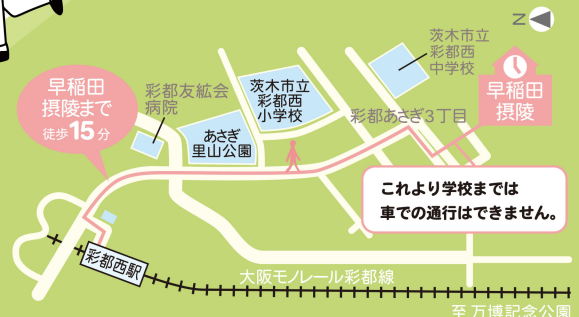 N
茨木市立
彩都西
中学校
早稲田
摂陵まで
徒歩15分
彩都友紘会
病院
茨木市立
彩都西
小学校
早稲田
摂陵
彩都あさぎ3丁目
あさぎ
里山公園
これより学校までは
車での通行はできません。
彩都西駅
大阪モノレール彩都線
至 万博記念公園